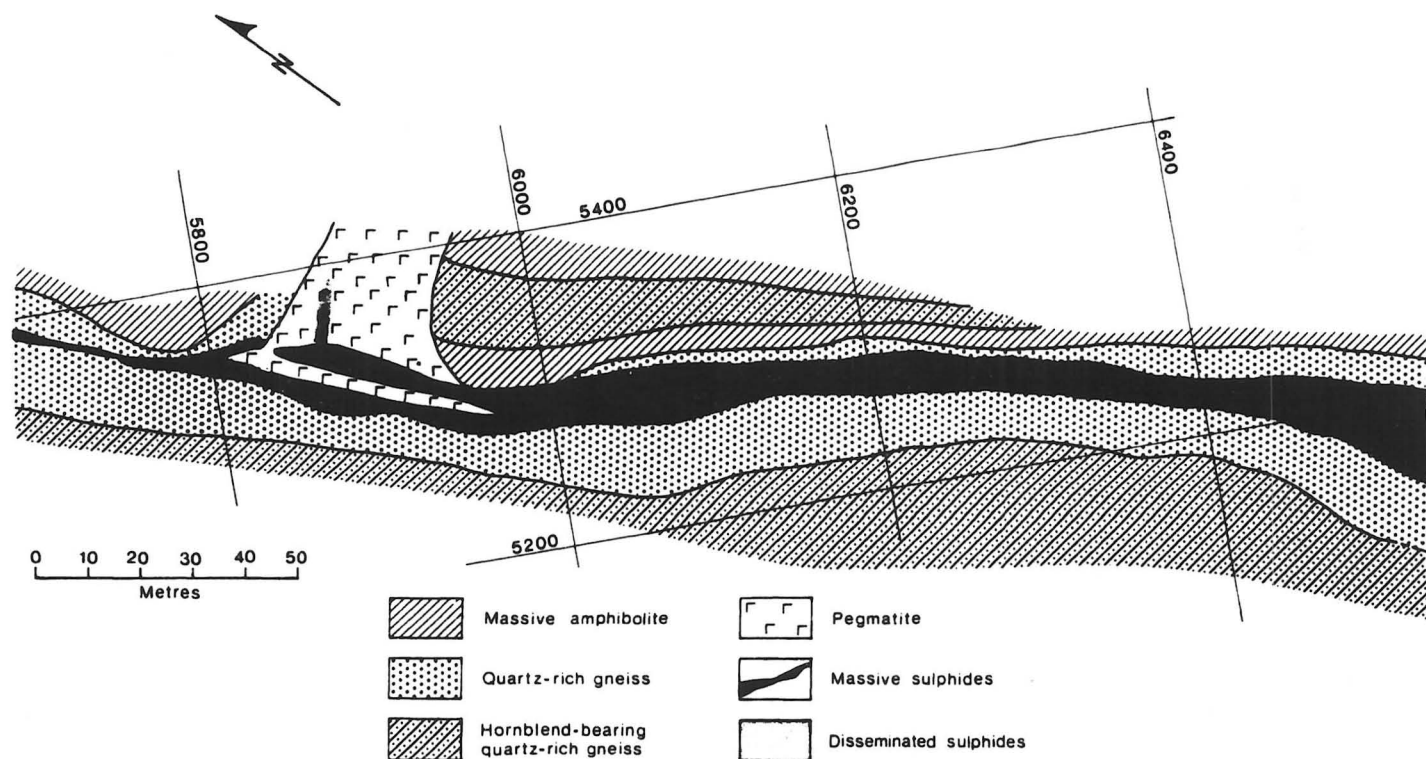 N
5800
6000
5400
6200
6400
5200
0 10 20 30 40 50
Metres
Massive amphibolite
Quartz-rich gneiss
Hornblend-bearing
quartz-rich gneiss
Pegmatite
Massive sulphides
Disseminated sulphides